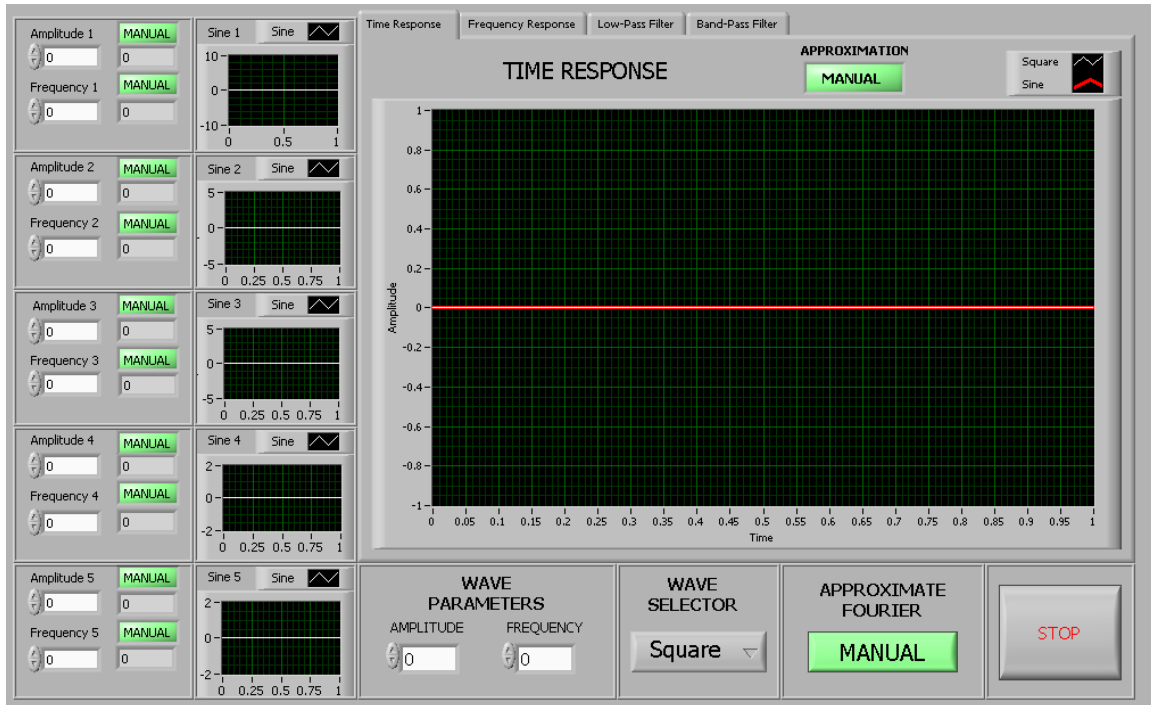 Amplitude 1 MANUAL
0 0
Frequency 1 MANUAL
0 0
Sine 1 Sine
10
0
-10
0 0.5 1
Amplitude 2 MANUAL
0 0
Frequency 2 MANUAL
0 0
Sine 2 Sine
5
0
-5
0 0.25 0.5 0.75 1
Amplitude 3 MANUAL
0 0
Frequency 3 MANUAL
0 0
Sine 3 Sine
5
0
-5
0 0.25 0.5 0.75 1
Amplitude 4 MANUAL
0 0
Frequency 4 MANUAL
0 0
Sine 4 Sine
2
0
-2
0 0.25 0.5 0.75 1
Amplitude 5 MANUAL
0 0
Frequency 5 MANUAL
0 0
Sine 5 Sine
2
0
-2
0 0.25 0.5 0.75 1
Time Response Frequency Response Low-Pass Filter Band-Pass Filter
TIME RESPONSE
APPROXIMATION
MANUAL
Square
Sine
1
0.8
0.6
0.4
0.2
0
-0.2
-0.4
-0.6
-0.8
-1
Amplitude
0 0.05 0.1 0.15 0.2 0.25 0.3 0.35 0.4 0.45 0.5 0.55 0.6 0.65 0.7 0.75 0.8 0.85 0.9 0.95 1
Time
WAVE
PARAMETERS
AMPLITUDE FREQUENCY
0 0
WAVE
SELECTOR
Square
APPROXIMATE
FOURIER
MANUAL
STOP